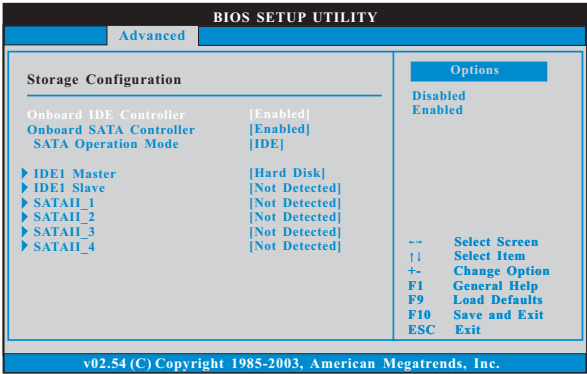 BIOS SETUP UTILITY
Advanced
Storage Configuration
Onboard IDE Controller [Enabled]
Onboard SATA Controller [Enabled]
SATA Operation Mode [IDE]
IDE1 Master [Hard Disk]
IDE1 Slave [Not Detected]
SATAII_1 [Not Detected]
SATAII_2 [Not Detected]
SATAII_3 [Not Detected]
SATAII_4 [Not Detected]
Options
Disabled
Enabled
←→ Select Screen
↑↓ Select Item
+- Change Option
F1 General Help
F9 Load Defaults
F10 Save and Exit
ESC Exit
v02.54 (C) Copyright 1985-2003, American Megatrends, Inc.